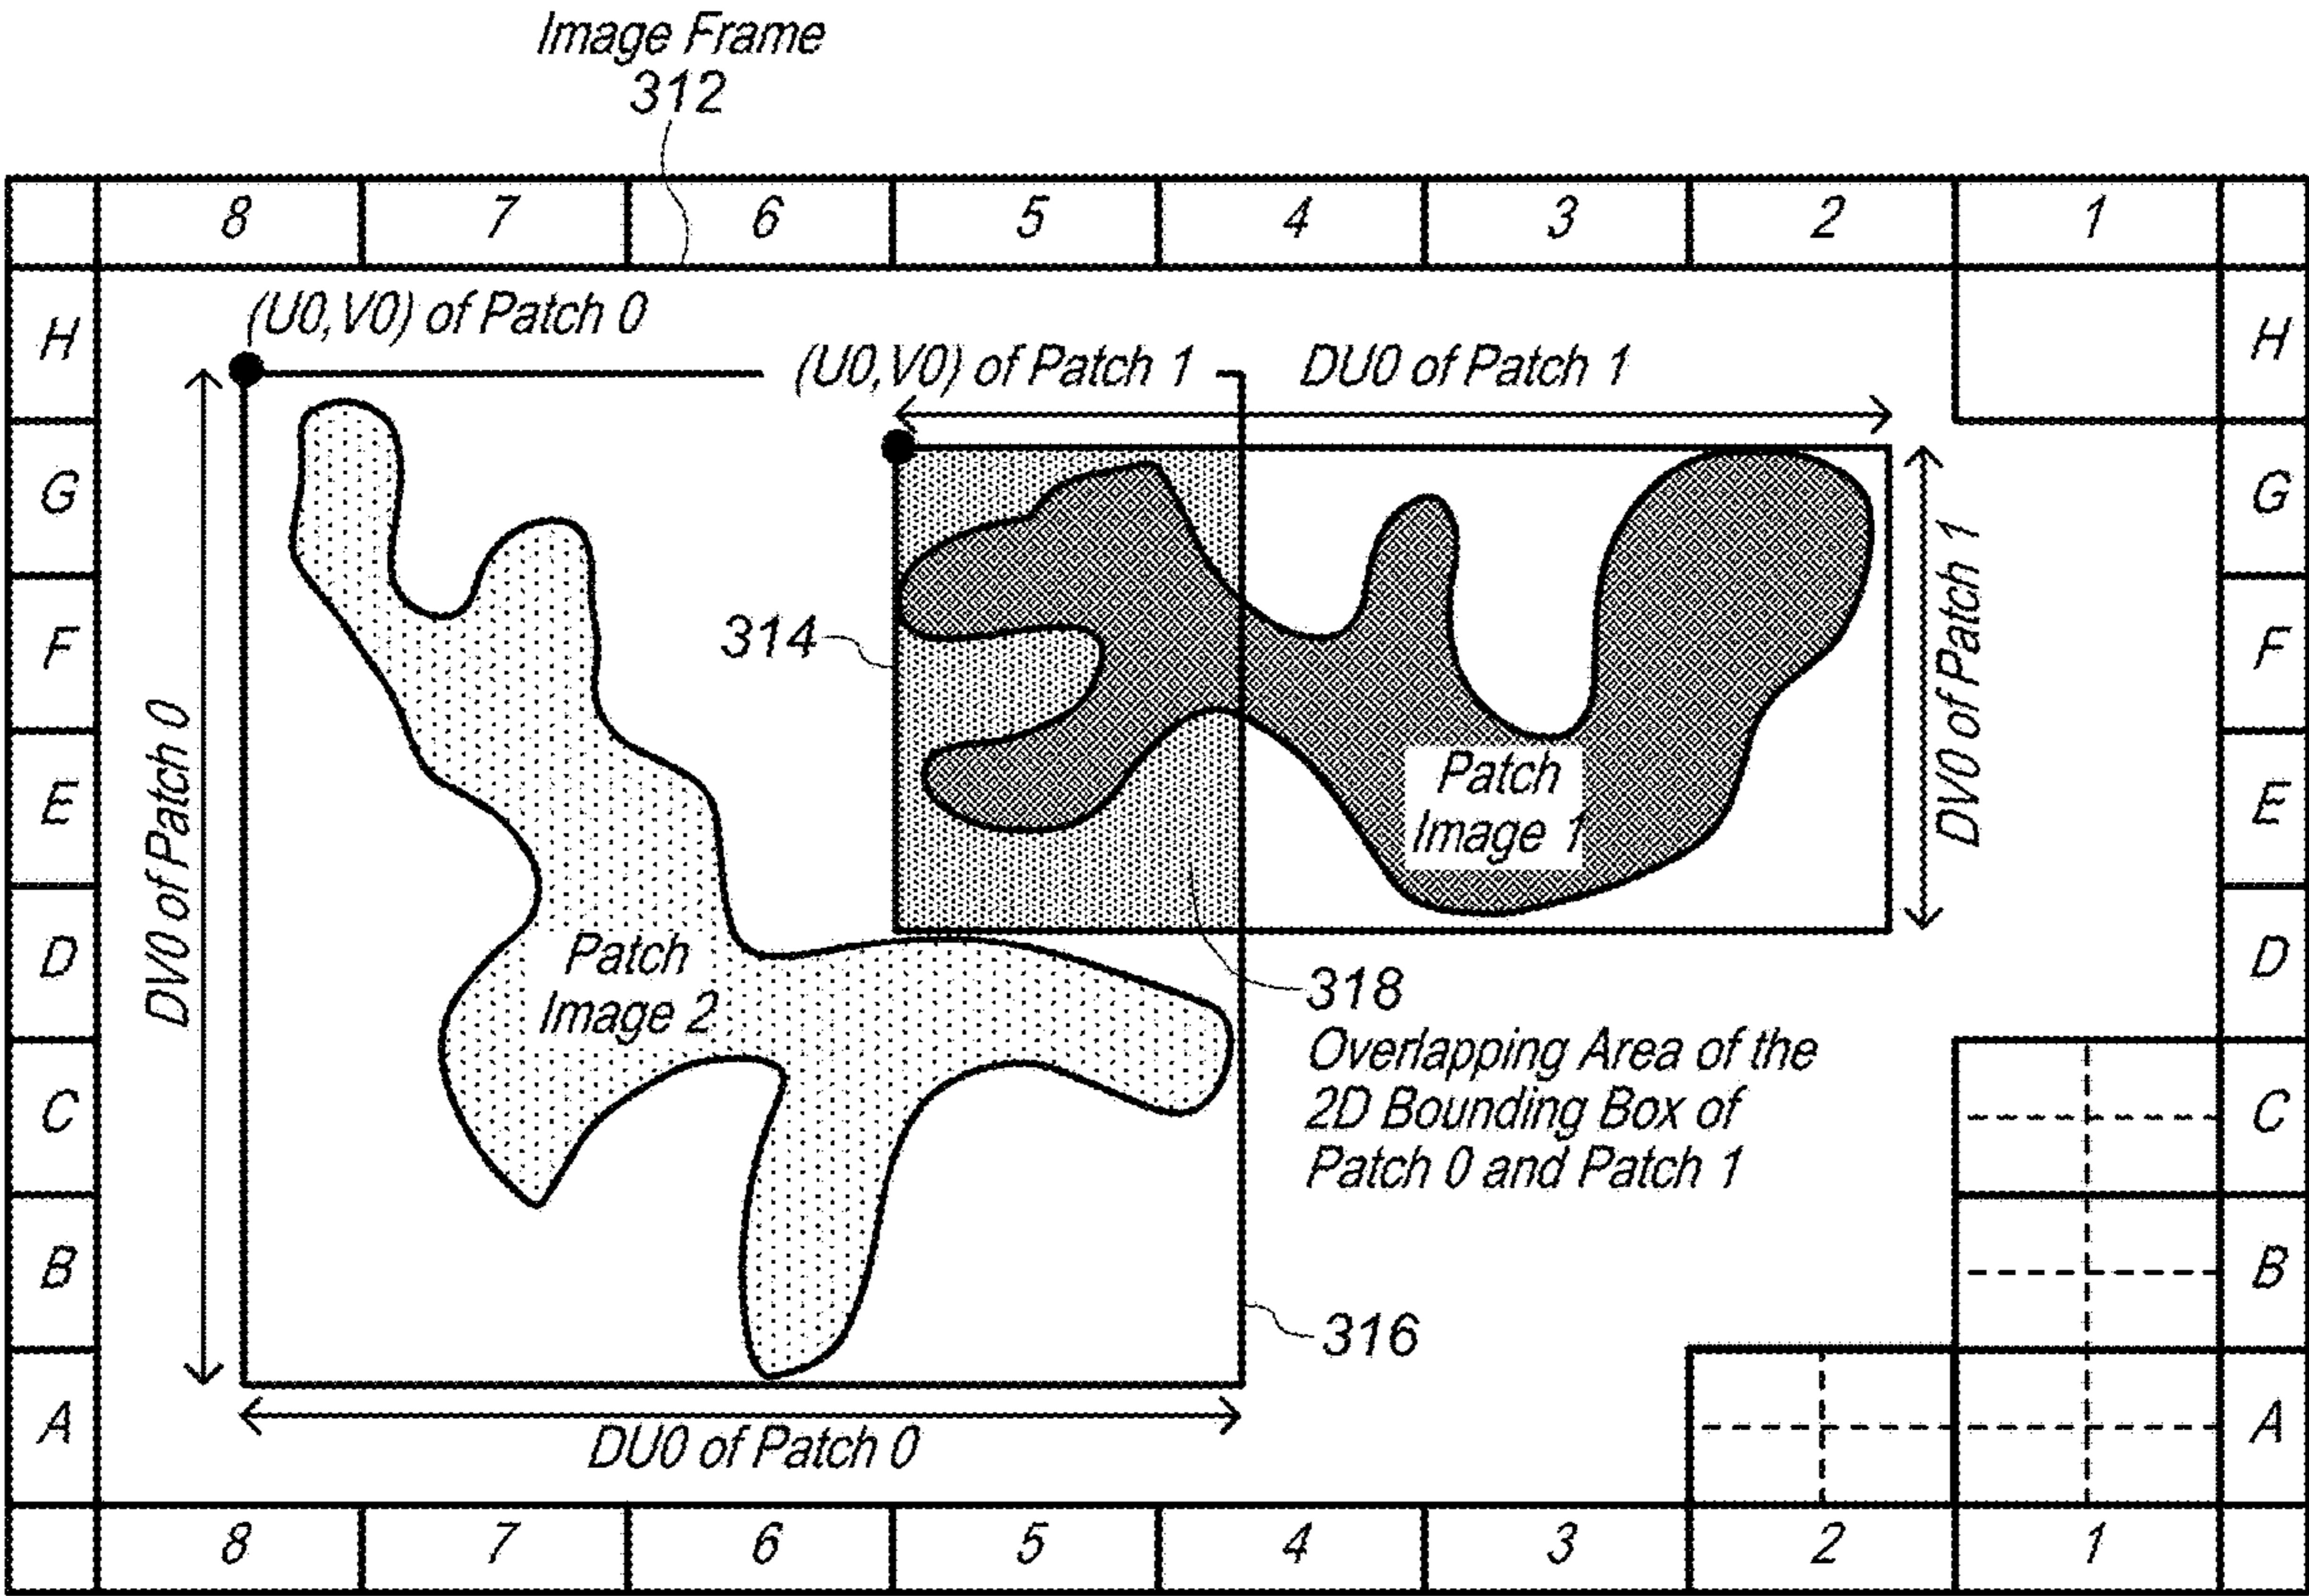 Image Frame
312
8 7 6 5 4 3 2 1
H H
(U0,V0) of Patch 0
(U0,V0) of Patch 1
DU0 of Patch 1
G G
DV0 of Patch 1
F F
314
DV0 of Patch 0
E E
Patch
Image 1
D D
Patch
Image 2
318
Overlapping Area of the
2D Bounding Box of
Patch 0 and Patch 1
C C
B B
316
A A
DU0 of Patch 0
8 7 6 5 4 3 2 1